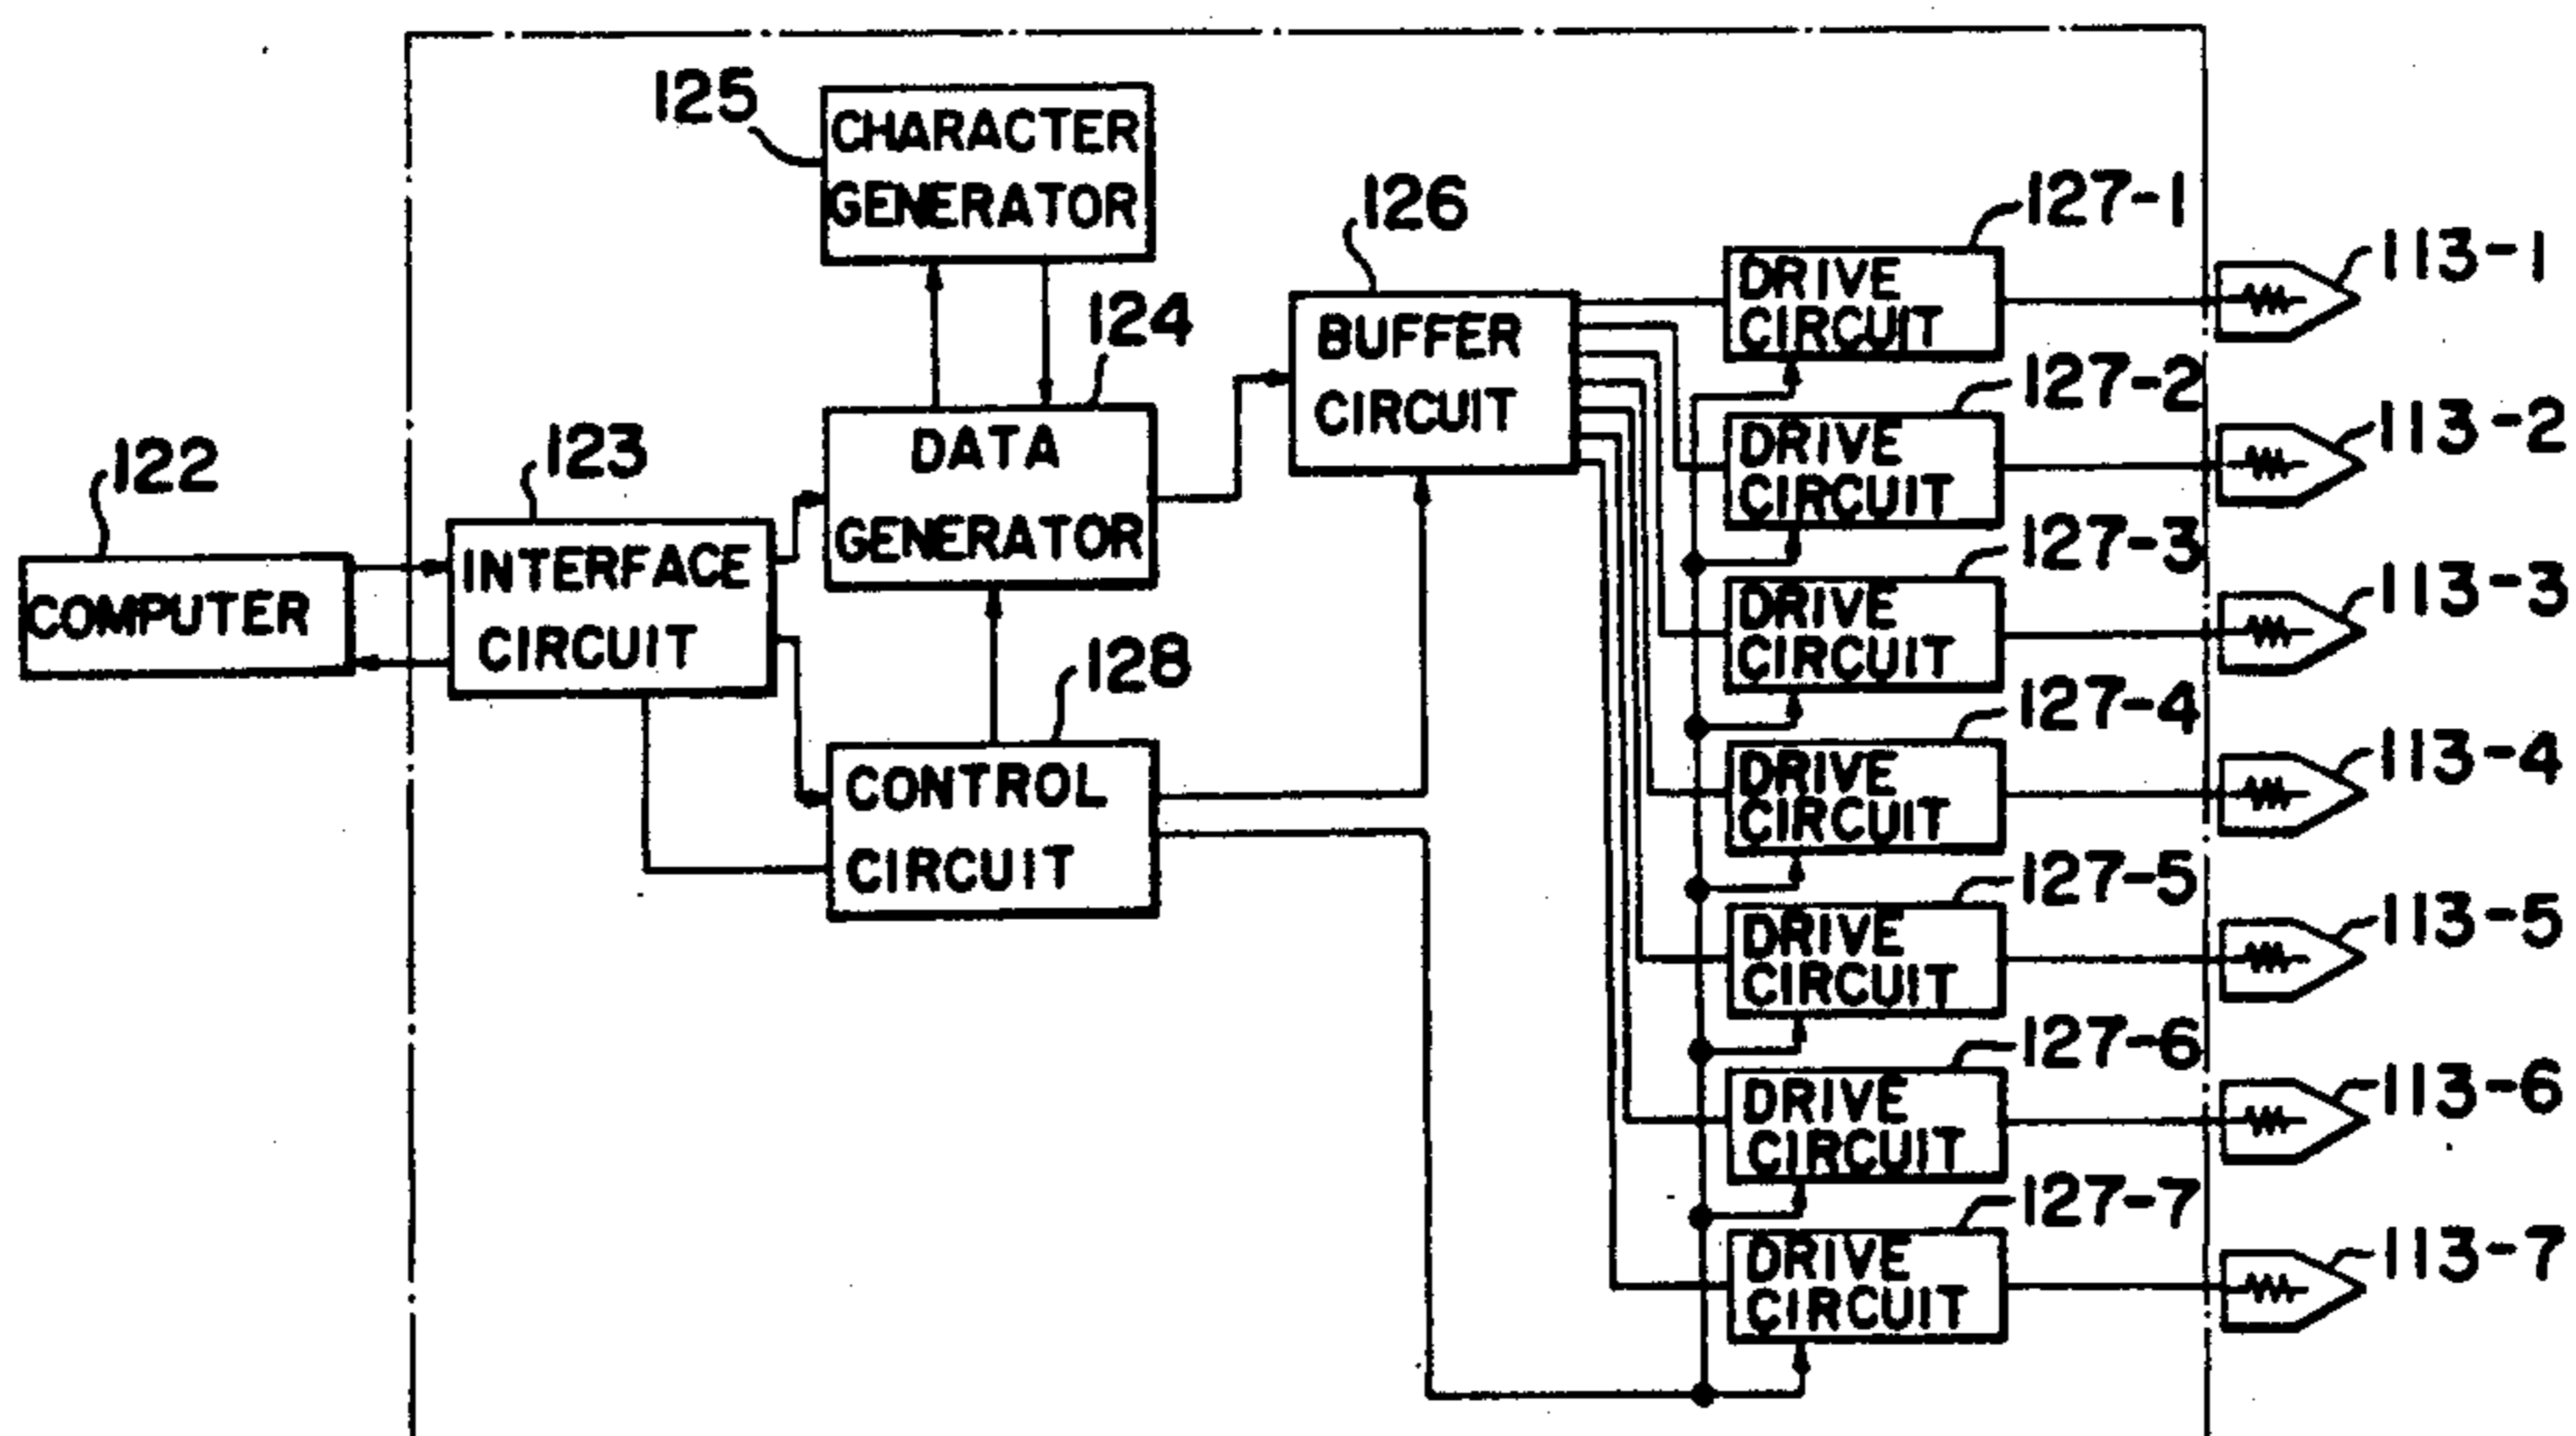 125
CHARACTER
GENERATOR
126
127-1
113-1
124
DRIVE
CIRCUIT
BUFFER
CIRCUIT
127-2
113-2
122
123
DATA
GENERATOR
DRIVE
CIRCUIT
COMPUTER
INTERFACE
CIRCUIT
127-3
113-3
DRIVE
CIRCUIT
128
127-4
113-4
CONTROL
CIRCUIT
DRIVE
CIRCUIT
127-5
113-5
DRIVE
CIRCUIT
127-6
113-6
DRIVE
CIRCUIT
127-7
113-7
DRIVE
CIRCUIT